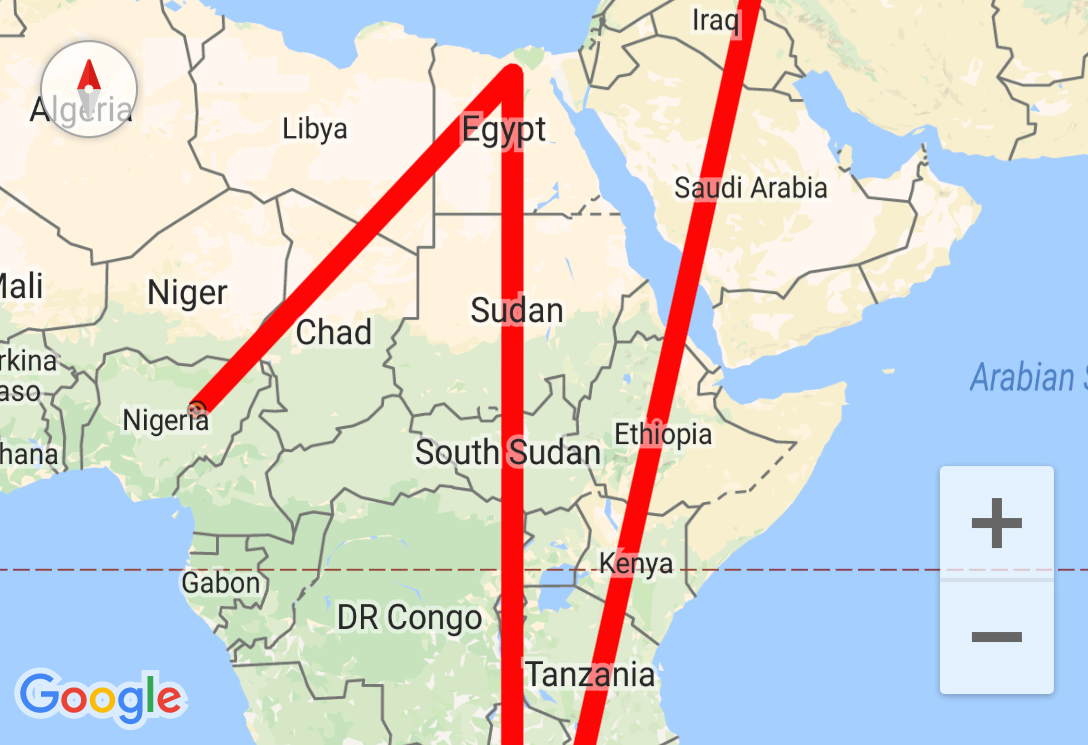 Iraq
Algeria
Libya
Egypt
Saudi Arabia
Mali
Niger
Sudan
Chad
rkina
aso
Arabian S
Nigeria
Ethiopia
hana
South Sudan
Kenya
Gabon
DR Congo
Tanzania
Google